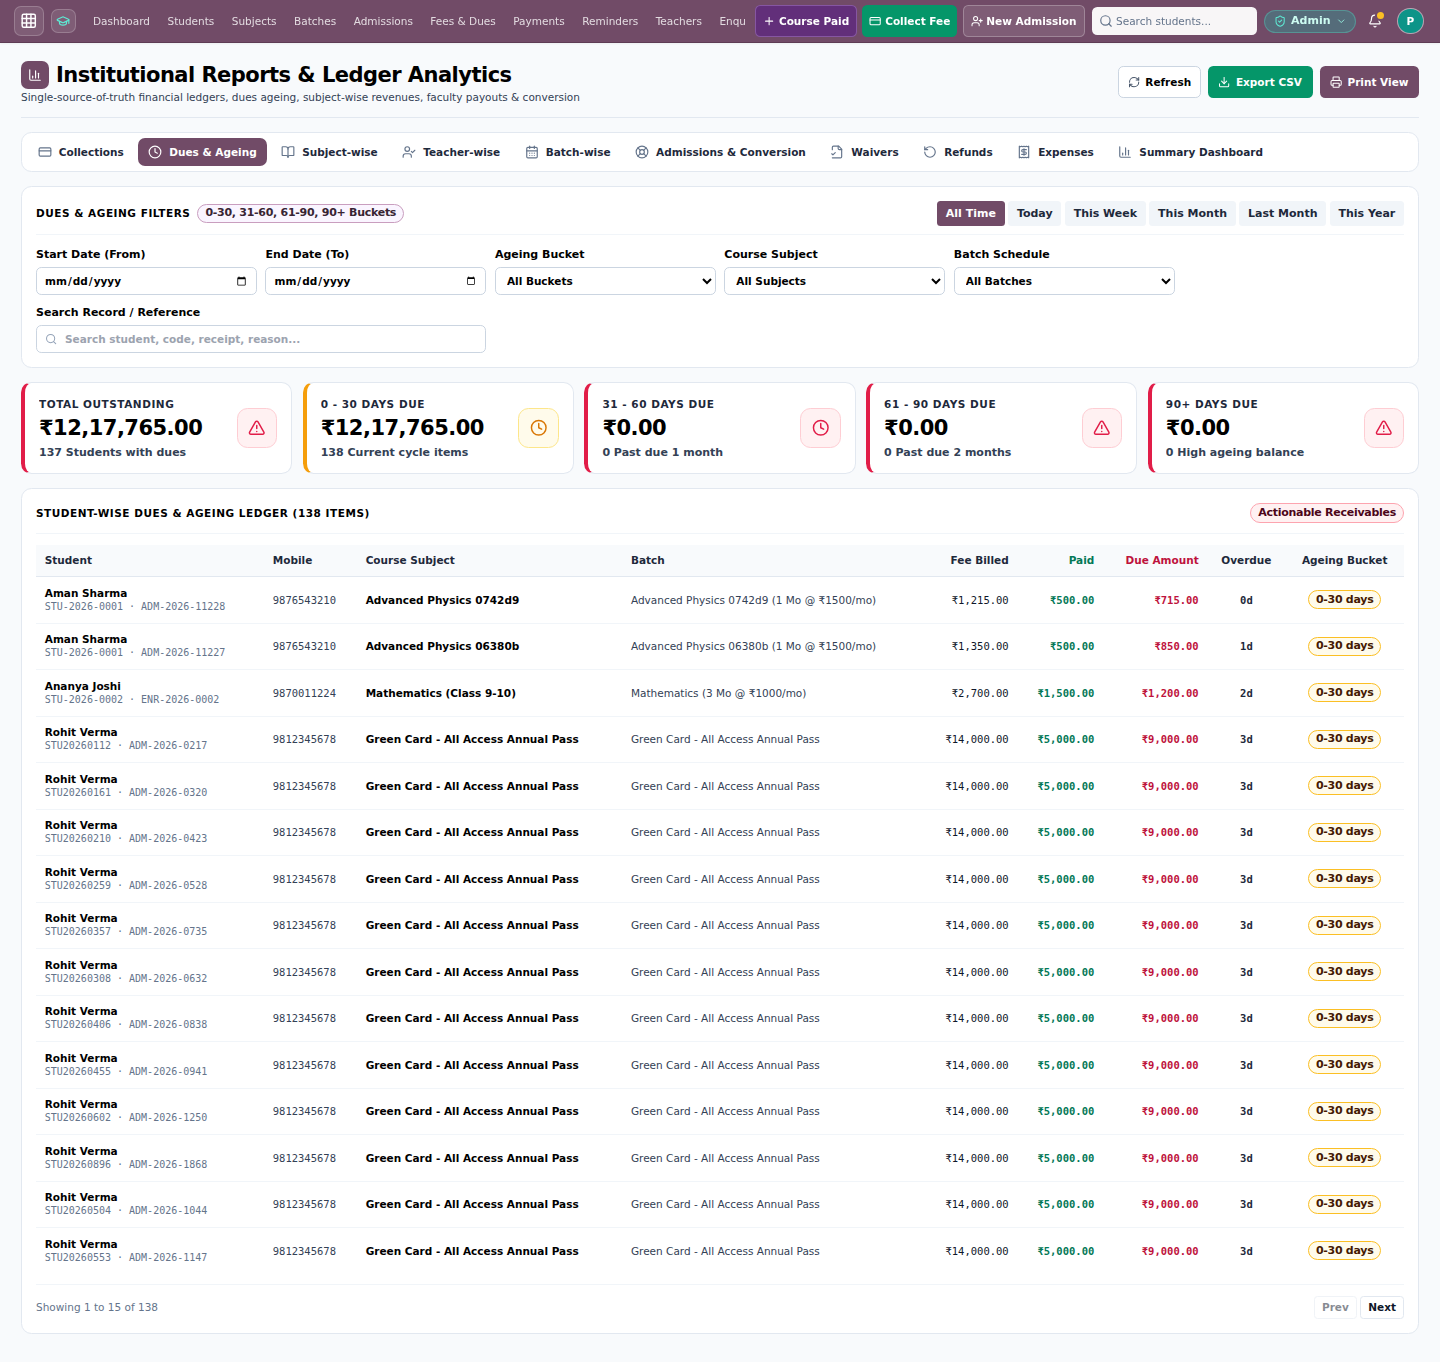 Dashboard Students Subjects Batches Admissions Fees & Dues Payments Reminders Teachers Enqu Course Paid Collect Fee New Admission Search students... Admin P
Institutional Reports & Ledger Analytics
Single-source-of-truth financial ledgers, dues ageing, subject-wise revenues, faculty payouts & conversion
Refresh Export CSV Print View
Collections Dues & Ageing Subject-wise Teacher-wise Batch-wise Admissions & Conversion Waivers Refunds Expenses Summary Dashboard
DUES & AGEING FILTERS 0-30, 31-60, 61-90, 90+ Buckets All Time Today This Week This Month Last Month This Year
Start Date (From) End Date (To) Ageing Bucket Course Subject Batch Schedule
mm/dd/yyyy mm/dd/yyyy All Buckets All Subjects All Batches
Search Record / Reference
Search student, code, receipt, reason...
TOTAL OUTSTANDING
₹12,17,765.00
137 Students with dues
0 - 30 DAYS DUE
₹12,17,765.00
138 Current cycle items
31 - 60 DAYS DUE
₹0.00
0 Past due 1 month
61 - 90 DAYS DUE
₹0.00
0 Past due 2 months
90+ DAYS DUE
₹0.00
0 High ageing balance
STUDENT-WISE DUES & AGEING LEDGER (138 ITEMS) Actionable Receivables
Student Mobile Course Subject Batch Fee Billed Paid Due Amount Overdue Ageing Bucket
Aman Sharma
STU-2026-0001 · ADM-2026-11228 9876543210 Advanced Physics 0742d9 Advanced Physics 0742d9 (1 Mo @ ₹1500/mo) ₹1,215.00 ₹500.00 ₹715.00 0d 0-30 days
Aman Sharma
STU-2026-0001 · ADM-2026-11227 9876543210 Advanced Physics 06380b Advanced Physics 06380b (1 Mo @ ₹1500/mo) ₹1,350.00 ₹500.00 ₹850.00 1d 0-30 days
Ananya Joshi
STU-2026-0002 · ENR-2026-0002 9870011224 Mathematics (Class 9-10) Mathematics (3 Mo @ ₹1000/mo) ₹2,700.00 ₹1,500.00 ₹1,200.00 2d 0-30 days
Rohit Verma
STU20260112 · ADM-2026-0217 9812345678 Green Card - All Access Annual Pass Green Card - All Access Annual Pass ₹14,000.00 ₹5,000.00 ₹9,000.00 3d 0-30 days
Rohit Verma
STU20260161 · ADM-2026-0320 9812345678 Green Card - All Access Annual Pass Green Card - All Access Annual Pass ₹14,000.00 ₹5,000.00 ₹9,000.00 3d 0-30 days
Rohit Verma
STU20260210 · ADM-2026-0423 9812345678 Green Card - All Access Annual Pass Green Card - All Access Annual Pass ₹14,000.00 ₹5,000.00 ₹9,000.00 3d 0-30 days
Rohit Verma
STU20260259 · ADM-2026-0528 9812345678 Green Card - All Access Annual Pass Green Card - All Access Annual Pass ₹14,000.00 ₹5,000.00 ₹9,000.00 3d 0-30 days
Rohit Verma
STU20260357 · ADM-2026-0735 9812345678 Green Card - All Access Annual Pass Green Card - All Access Annual Pass ₹14,000.00 ₹5,000.00 ₹9,000.00 3d 0-30 days
Rohit Verma
STU20260308 · ADM-2026-0632 9812345678 Green Card - All Access Annual Pass Green Card - All Access Annual Pass ₹14,000.00 ₹5,000.00 ₹9,000.00 3d 0-30 days
Rohit Verma
STU20260406 · ADM-2026-0838 9812345678 Green Card - All Access Annual Pass Green Card - All Access Annual Pass ₹14,000.00 ₹5,000.00 ₹9,000.00 3d 0-30 days
Rohit Verma
STU20260455 · ADM-2026-0941 9812345678 Green Card - All Access Annual Pass Green Card - All Access Annual Pass ₹14,000.00 ₹5,000.00 ₹9,000.00 3d 0-30 days
Rohit Verma
STU20260602 · ADM-2026-1250 9812345678 Green Card - All Access Annual Pass Green Card - All Access Annual Pass ₹14,000.00 ₹5,000.00 ₹9,000.00 3d 0-30 days
Rohit Verma
STU20260896 · ADM-2026-1868 9812345678 Green Card - All Access Annual Pass Green Card - All Access Annual Pass ₹14,000.00 ₹5,000.00 ₹9,000.00 3d 0-30 days
Rohit Verma
STU20260504 · ADM-2026-1044 9812345678 Green Card - All Access Annual Pass Green Card - All Access Annual Pass ₹14,000.00 ₹5,000.00 ₹9,000.00 3d 0-30 days
Rohit Verma
STU20260553 · ADM-2026-1147 9812345678 Green Card - All Access Annual Pass Green Card - All Access Annual Pass ₹14,000.00 ₹5,000.00 ₹9,000.00 3d 0-30 days
Showing 1 to 15 of 138 Prev Next